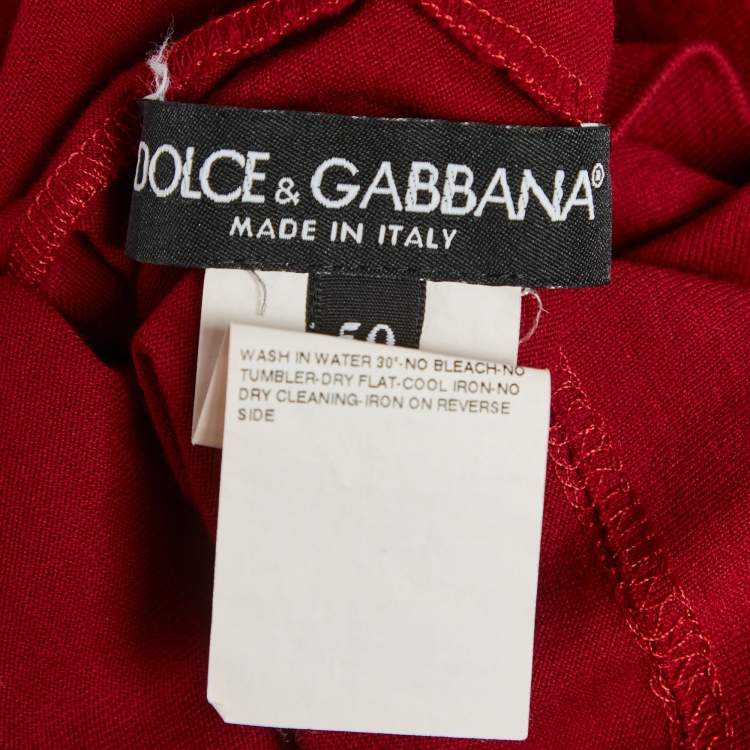 DOLCE & GABBANA®
MADE IN ITALY
50
WASH IN WATER 30°-NO BLEACH-NO
TUMBLER-DRY FLAT-COOL IRON-NO
DRY CLEANING-IRON ON REVERSE
SIDE